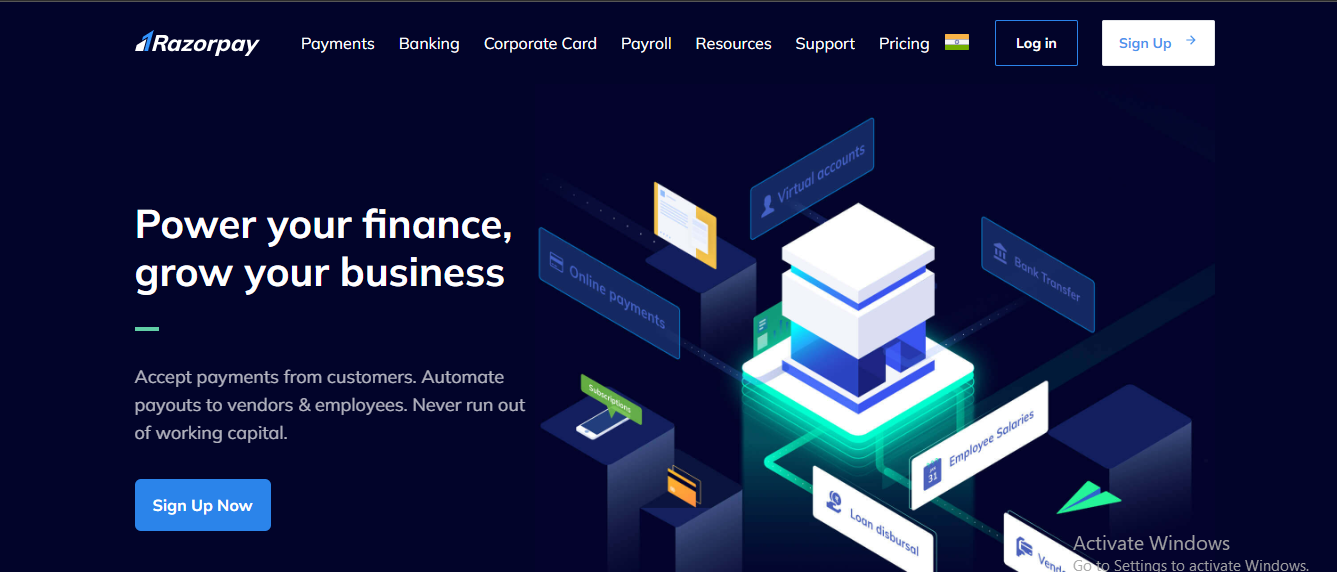 Razorpay
Payments
Banking
Corporate Card
Payroll
Resources
Support
Pricing
Log in
Sign Up
Power your finance,
grow your business
Accept payments from customers. Automate
payouts to vendors & employees. Never run out
of working capital.
Sign Up Now
Virtual accounts
Online payments
Bank Transfer
Subscriptions
Employee Salaries
31
Loan disbursal
Activate Windows
Go to Settings to activate Windows.